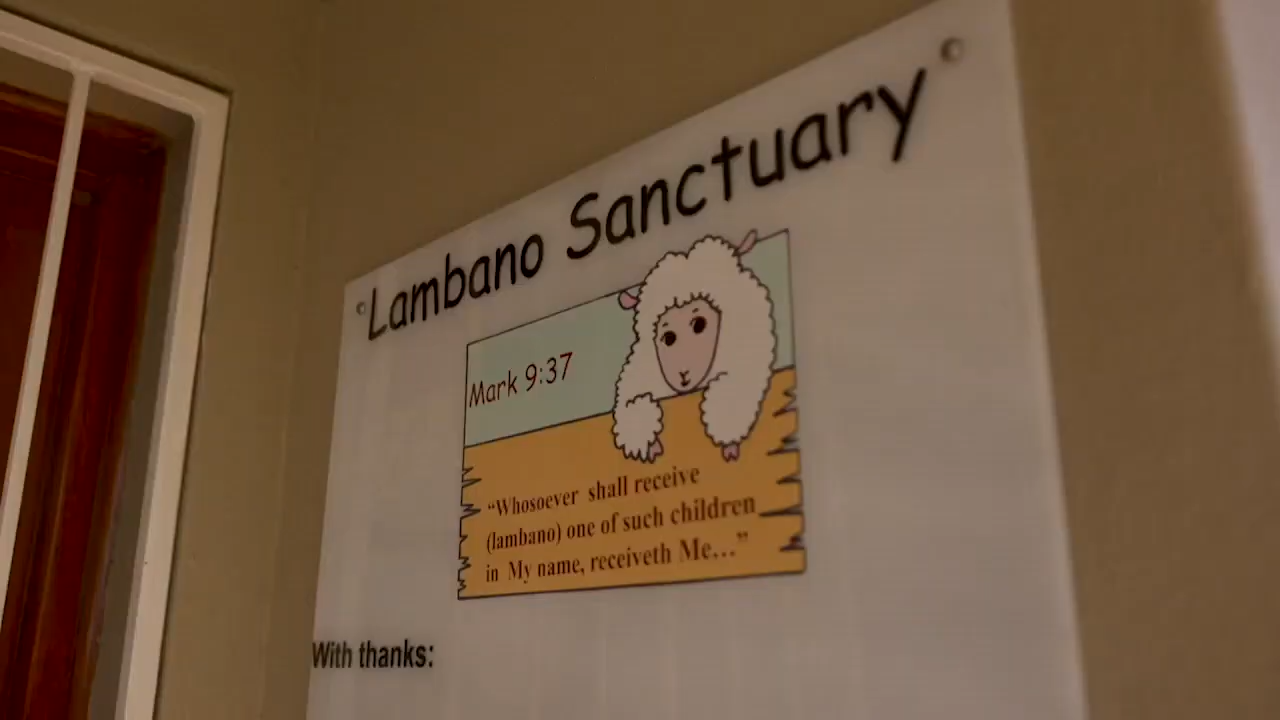 Lambano Sanctuary
Mark 9:37
“Whosoever shall receive
(lambano) one of such children
in My name, receiveth Me...”
With thanks: